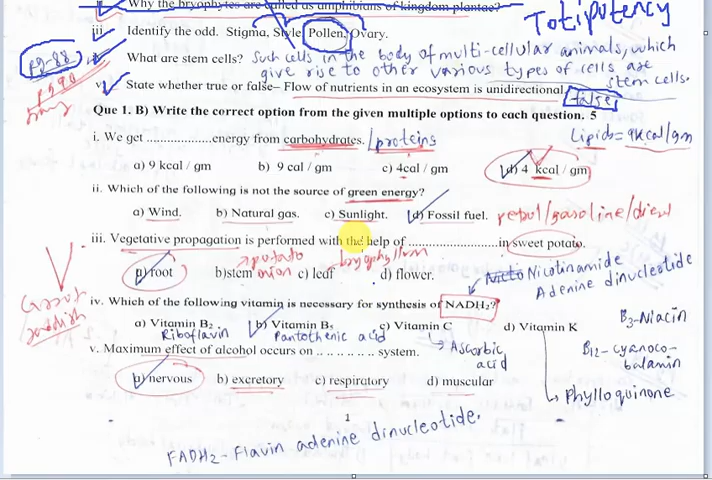 Why the bryophytes are called as amphibians of kingdom plantae?
Totipotency
iii. Identify the odd. Stigma, Style, Pollen, Ovary.
pg-88
What are stem cells? Such cells in the body of multi-cellular animals, which
give rise to other various types of cells are
stem cells.
v. State whether true or false– Flow of nutrients in an ecosystem is unidirectional. False
Que 1. B) Write the correct option from the given multiple options to each question. 5
i. We get ..................energy from carbohydrates. /proteins
Lipids = 9kcal/gm
a) 9 kcal / gm b) 9 cal / gm c) 4cal / gm d) 4 kcal / gm
ii. Which of the following is not the source of green energy?
a) Wind. b) Natural gas. c) Sunlight. d) Fossil fuel. petrol/gasoline/diesel
iii. Vegetative propagation is performed with the help of ..............................in sweet potato.
potato bryophyllum
a) root b)stem onion c) leaf d) flower.
Nicotinamide
Adenine dinucleotide
Carrot
raddish
iv. Which of the following vitamin is necessary for synthesis of NADH₂?
a) Vitamin B₂ b) Vitamin B₅ c) Vitamin C d) Vitamin K
Riboflavin Pantothenic acid
B3-Niacin
v. Maximum effect of alcohol occurs on .. .. .. .. .. system.
Ascorbic
acid
B12 – cyanoco-
balamin
a) nervous b) excretory c) respiratory d) muscular
Phylloquinone
1
FADH2 – Flavin adenine dinucleotide.